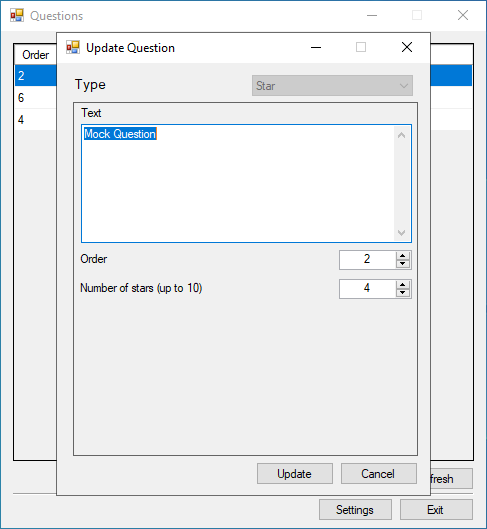 Questions
Order
2
6
4
Update Question
Type
Star
Text
Mock Question
Order 2
Number of stars (up to 10) 4
Update Cancel
fresh
Settings Exit